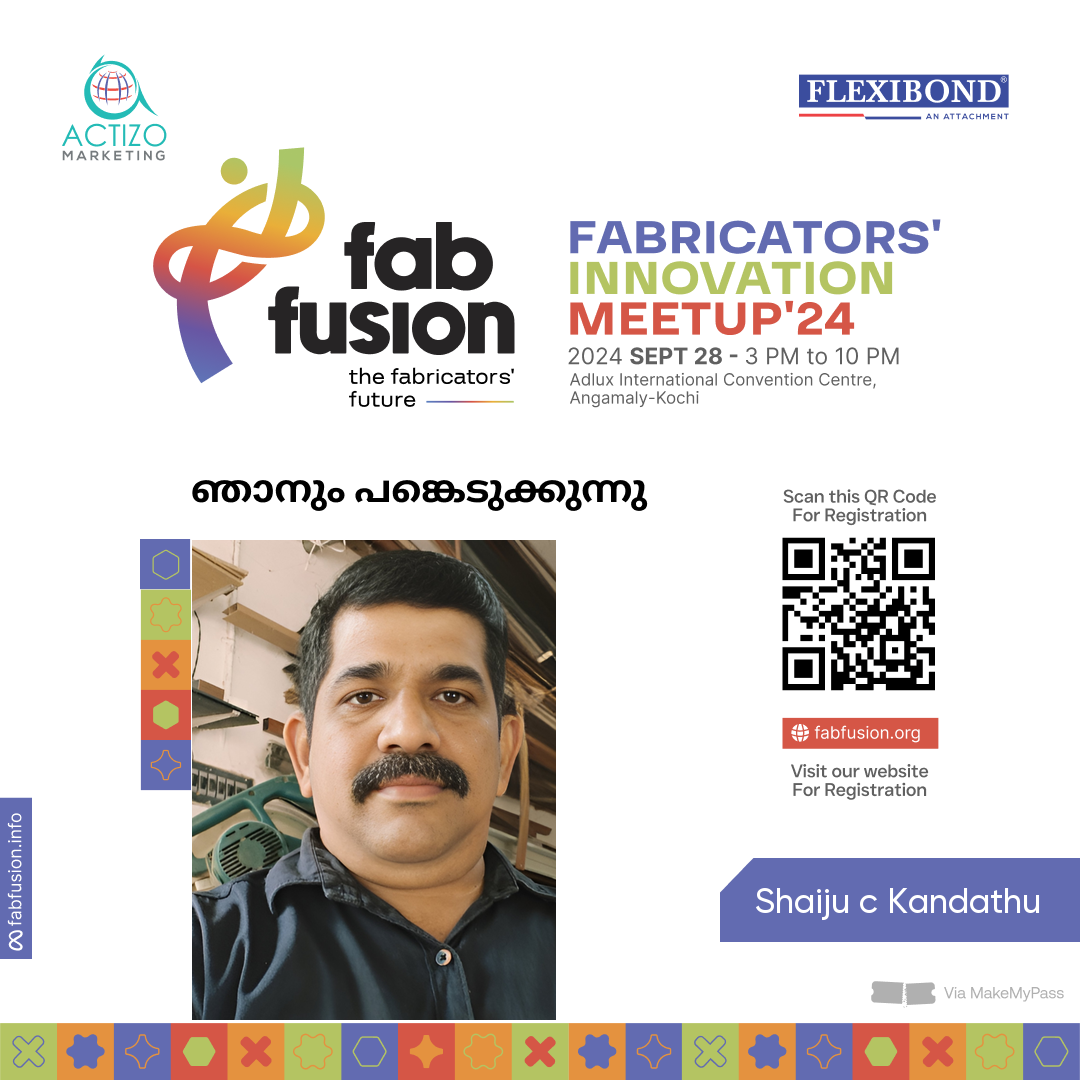 ACTIZO
MARKETING
FLEXIBOND®
AN ATTACHMENT
fab
fusion
the fabricators'
future
FABRICATORS'
INNOVATION
MEETUP'24
2024 SEPT 28 - 3 PM to 10 PM
Adlux International Convention Centre,
Angamaly-Kochi
ഞാനും പങ്കെടുക്കുന്നു
Scan this QR Code
For Registration
fabfusion.org
Visit our website
For Registration
fabfusion.info
Shaiju c Kandathu
Via MakeMyPass